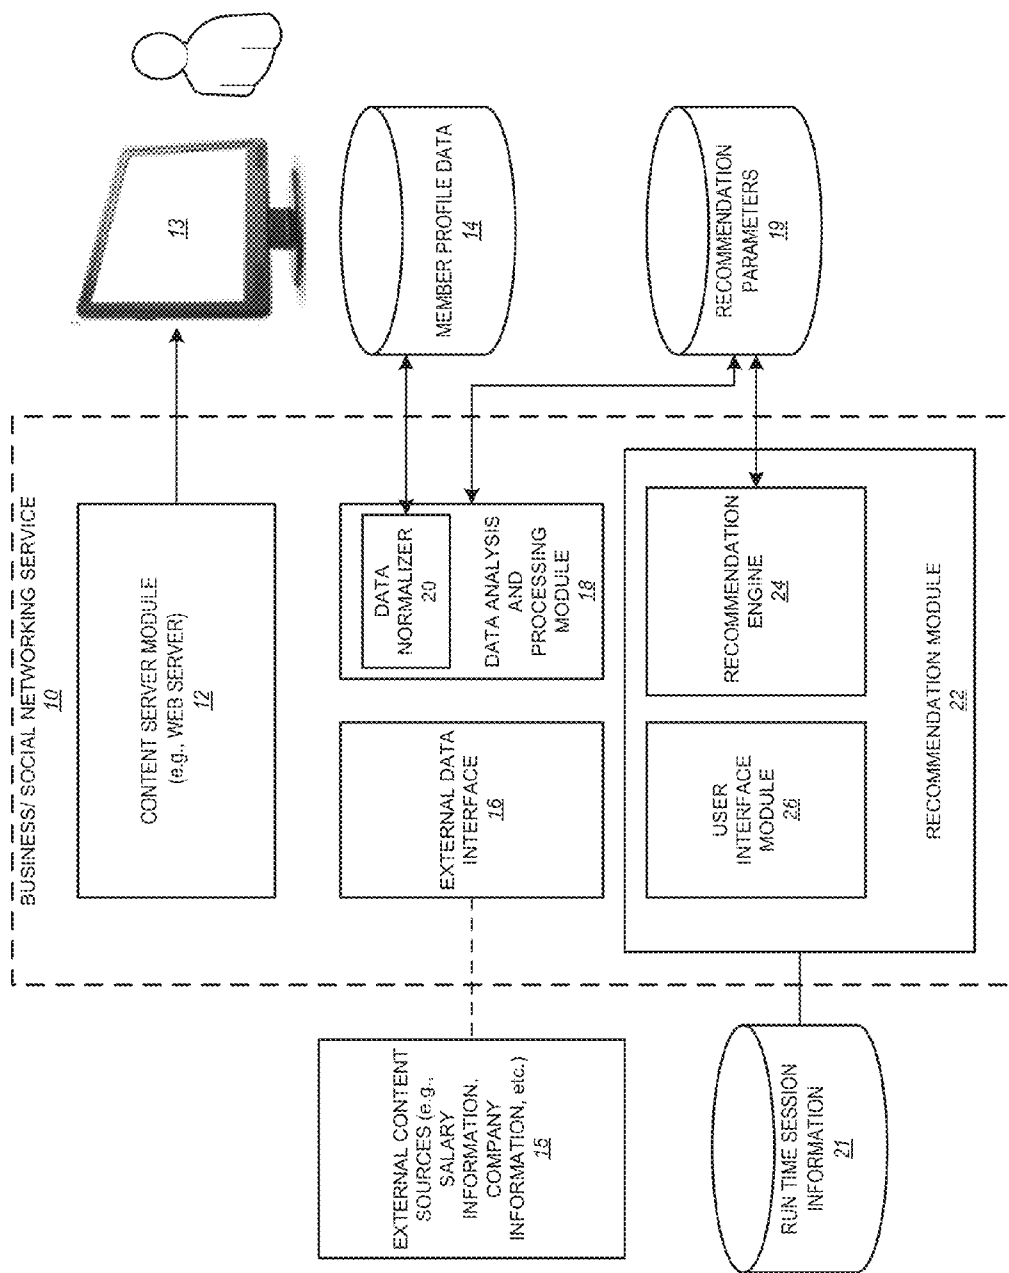 BUSINESS/ SOCIAL NETWORKING SERVICE
10
CONTENT SERVER MODULE
(e.g., WEB SERVER)
12
13
EXTERNAL CONTENT
SOURCES (e.g.,
SALARY
INFORMATION,
COMPANY
INFORMATION, etc.)
15
EXTERNAL DATA
INTERFACE
16
DATA
NORMALIZER
20
DATA ANALYSIS
AND
PROCESSING
MODULE
18
MEMBER PROFILE DATA
14
RUN TIME SESSION
INFORMATION
21
USER
INTERFACE
MODULE
26
RECOMMENDATION
ENGINE
24
RECOMMENDATION MODULE
22
RECOMMENDATION
PARAMETERS
19